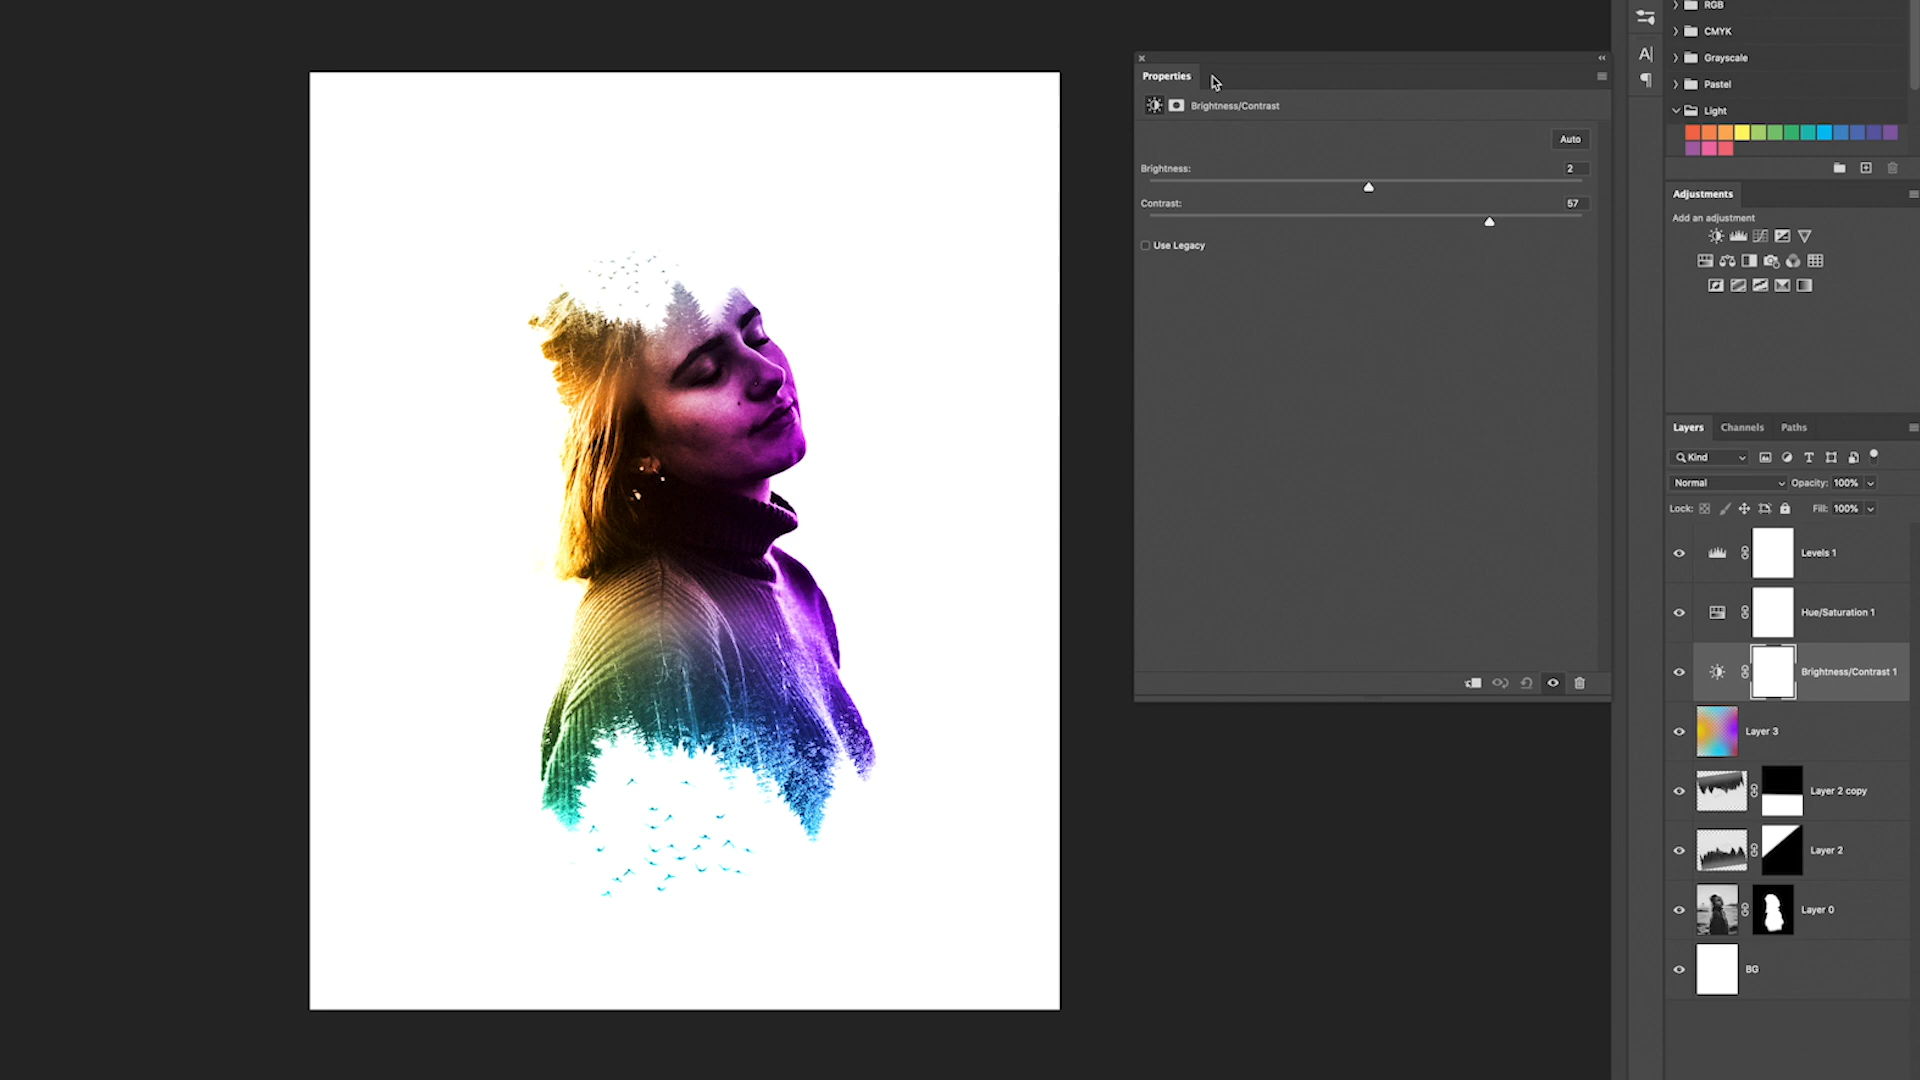 RGB
CMYK
Grayscale
Pastel
Light
Properties
Brightness/Contrast
Auto
Brightness: 2
Contrast: 57
Use Legacy
Adjustments
Add an adjustment
Layers Channels Paths
Kind
Normal Opacity: 100%
Lock: Fill: 100%
Levels 1
Hue/Saturation 1
Brightness/Contrast 1
Layer 3
Layer 2 copy
Layer 2
Layer 0
BG